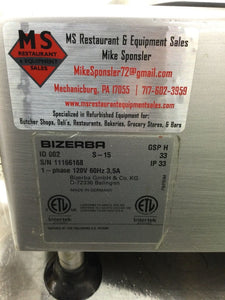 MS
RESTAURANT
& EQUIPMENT
SALES
MS Restaurant & Equipment Sales
Mike Sponsler
MikeSponsler72@gmail.com
Mechanicburg, PA 17055 | 717-602-3959
www.msrestaurantequipmentsales.com
Specialized in Refurbished Equipment for:
Butcher Shops, Deli's, Restaurants, Bakeries, Grocery Stores, & Bars
BIZERBA
GSP H
ID 002 S-15 33
S/N 11196168 IP 33
1 ~ phase 120V 60Hz 3,5A
Bizerba GmbH & Co. KG
D-72336 Balingen
MADE IN GERMANY
ETL
Intertek
ETL
Intertek